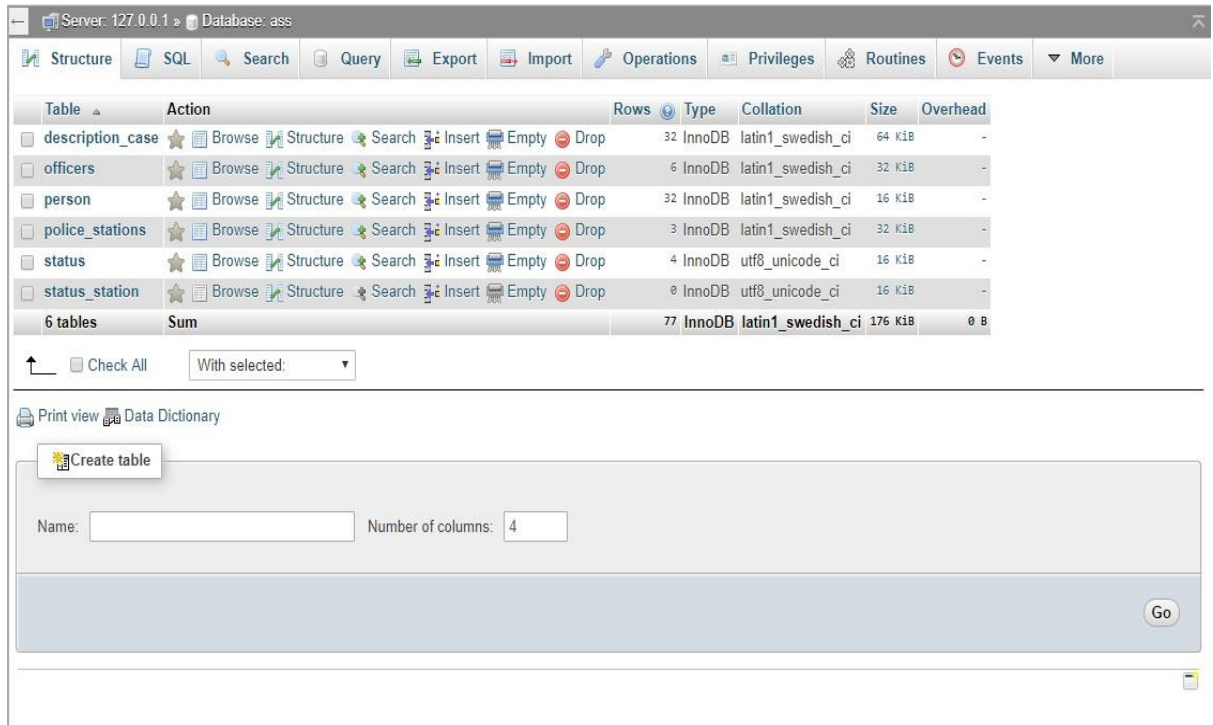 Server: 127.0.0.1 » Database: ass
Structure SQL Search Query Export Import Operations Privileges Routines Events More
Table Action Rows Type Collation Size Overhead
description_case Browse Structure Search Insert Empty Drop 32 InnoDB latin1_swedish_ci 64 KiB -
officers Browse Structure Search Insert Empty Drop 6 InnoDB latin1_swedish_ci 32 KiB -
person Browse Structure Search Insert Empty Drop 32 InnoDB latin1_swedish_ci 16 KiB -
police_stations Browse Structure Search Insert Empty Drop 3 InnoDB latin1_swedish_ci 32 KiB -
status Browse Structure Search Insert Empty Drop 4 InnoDB utf8_unicode_ci 16 KiB -
status_station Browse Structure Search Insert Empty Drop 0 InnoDB utf8_unicode_ci 16 KiB -
6 tables Sum 77 InnoDB latin1_swedish_ci 176 KiB 0 B
Check All With selected:
Print view Data Dictionary
Create table
Name: Number of columns: 4
Go